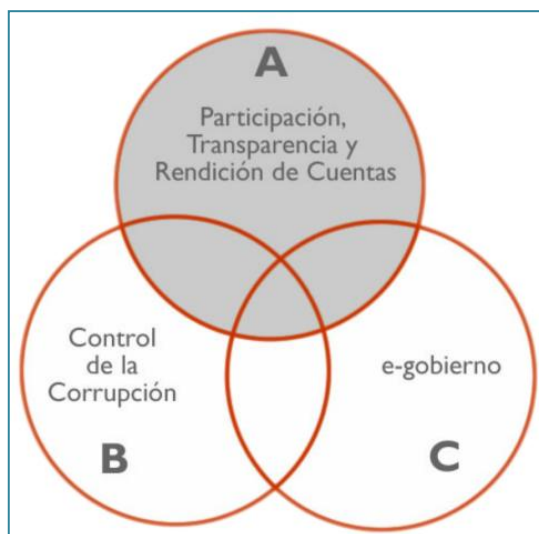 A
Participación,
Transparencia y
Rendición de Cuentas
Control
de la
Corrupción
B
e-gobierno
C